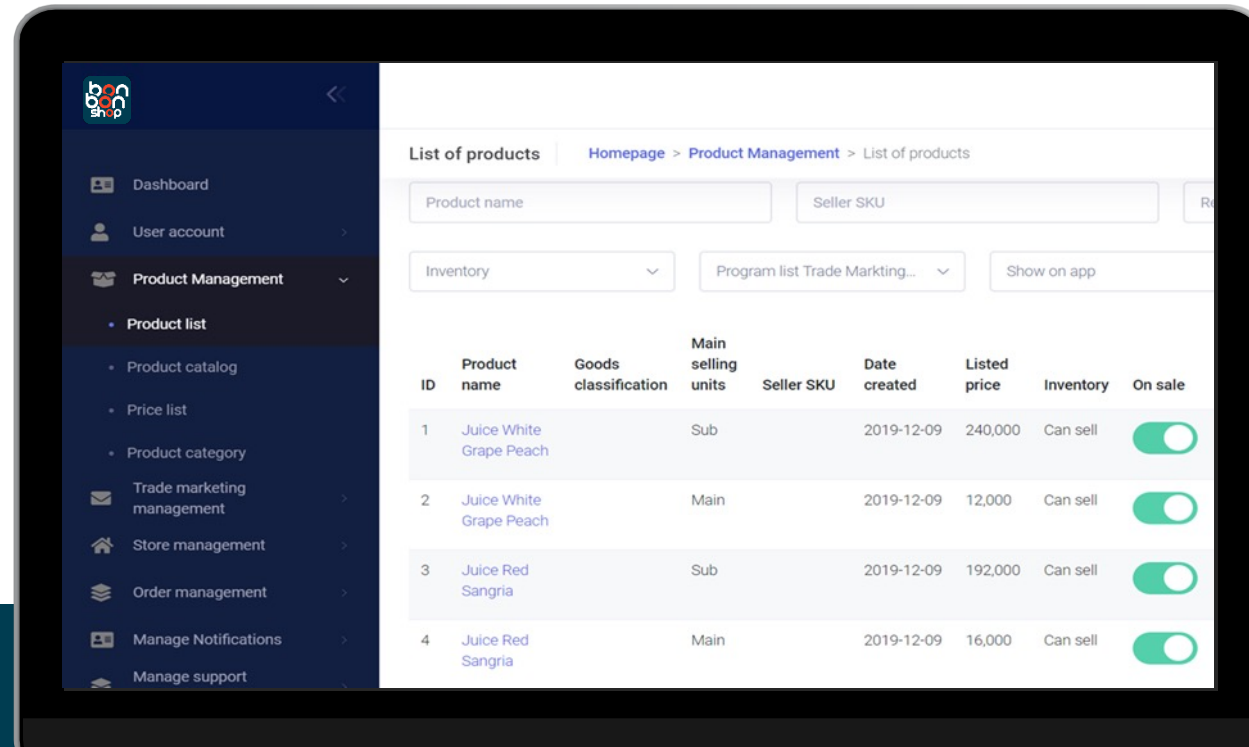 bon
bon
shop
List of products
Homepage > Product Management > List of products
Dashboard
User account
Product Management
Product list
Product catalog
Price list
Product category
Trade marketing
management
Store management
Order management
Manage Notifications
Manage support
Product name
Seller SKU
Inventory
Program list Trade Markting...
Show on app
ID
Product
name
Goods
classification
Main
selling
units
Seller SKU
Date
created
Listed
price
Inventory
On sale
1 Juice White Sub 2019-12-09 240,000 Can sell
Grape Peach
2 Juice White Main 2019-12-09 12,000 Can sell
Grape Peach
3 Juice Red Sub 2019-12-09 192,000 Can sell
Sangria
4 Juice Red Main 2019-12-09 16,000 Can sell
Sangria